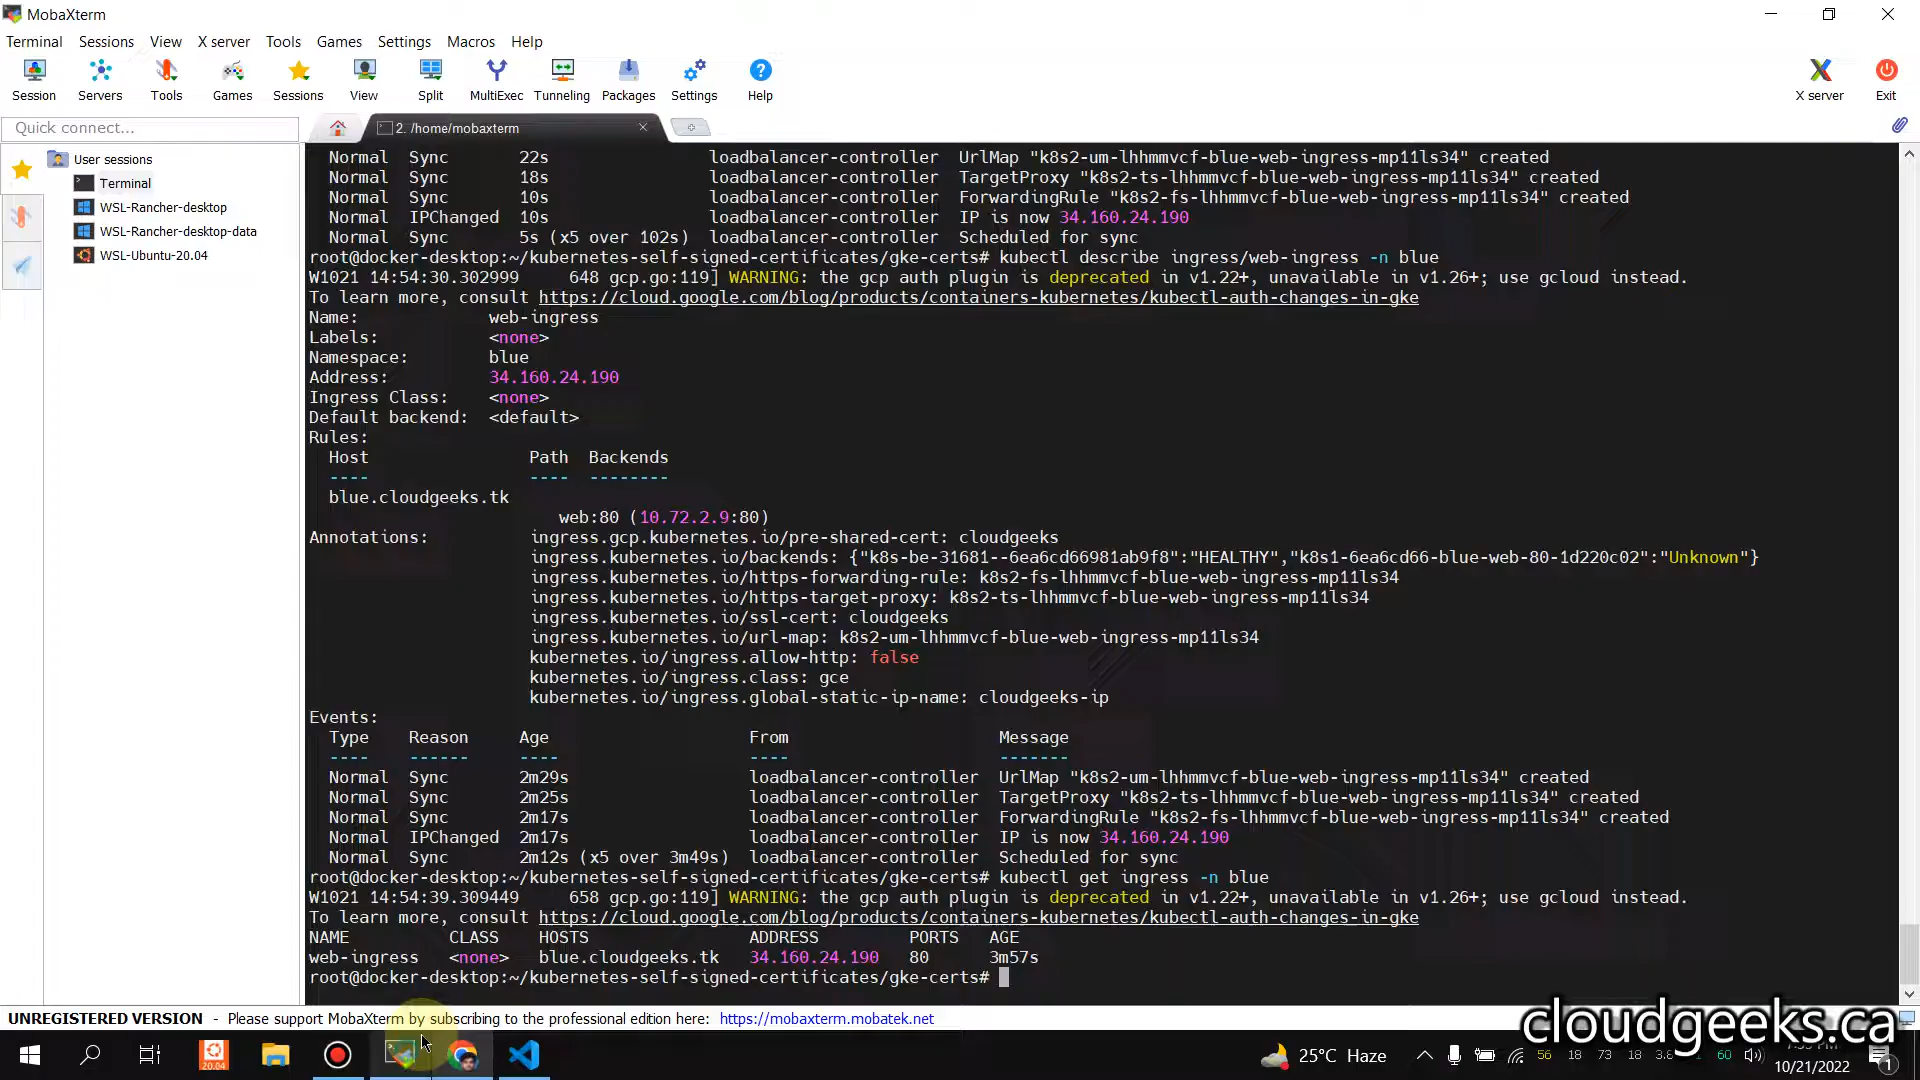 MobaXterm
Terminal Sessions View X server Tools Games Settings Macros Help
Session Servers Tools Games Sessions View Split MultiExec Tunneling Packages Settings Help X server Exit
Quick connect...
2. /home/mobaxterm
User sessions
Terminal
WSL-Rancher-desktop
WSL-Rancher-desktop-data
WSL-Ubuntu-20.04
Normal Sync 22s loadbalancer-controller UrlMap "k8s2-um-lhhmmvcf-blue-web-ingress-mp11ls34" created
Normal Sync 18s loadbalancer-controller TargetProxy "k8s2-ts-lhhmmvcf-blue-web-ingress-mp11ls34" created
Normal Sync 10s loadbalancer-controller ForwardingRule "k8s2-fs-lhhmmvcf-blue-web-ingress-mp11ls34" created
Normal IPChanged 10s loadbalancer-controller IP is now 34.160.24.190
Normal Sync 5s (x5 over 102s) loadbalancer-controller Scheduled for sync
root@docker-desktop:~/kubernetes-self-signed-certificates/gke-certs# kubectl describe ingress/web-ingress -n blue
W1021 14:54:30.302999 648 gcp.go:119] WARNING: the gcp auth plugin is deprecated in v1.22+, unavailable in v1.26+; use gcloud instead.
To learn more, consult https://cloud.google.com/blog/products/containers-kubernetes/kubectl-auth-changes-in-gke
Name: web-ingress
Labels: <none>
Namespace: blue
Address: 34.160.24.190
Ingress Class: <none>
Default backend: <default>
Rules:
Host Path Backends
---- ---- --------
blue.cloudgeeks.tk
web:80 (10.72.2.9:80)
Annotations: ingress.gcp.kubernetes.io/pre-shared-cert: cloudgeeks
ingress.kubernetes.io/backends: {"k8s-be-31681--6ea6cd66981ab9f8":"HEALTHY","k8s1-6ea6cd66-blue-web-80-1d220c02":"Unknown"}
ingress.kubernetes.io/https-forwarding-rule: k8s2-fs-lhhmmvcf-blue-web-ingress-mp11ls34
ingress.kubernetes.io/https-target-proxy: k8s2-ts-lhhmmvcf-blue-web-ingress-mp11ls34
ingress.kubernetes.io/ssl-cert: cloudgeeks
ingress.kubernetes.io/url-map: k8s2-um-lhhmmvcf-blue-web-ingress-mp11ls34
kubernetes.io/ingress.allow-http: false
kubernetes.io/ingress.class: gce
kubernetes.io/ingress.global-static-ip-name: cloudgeeks-ip
Events:
Type Reason Age From Message
---- ------ ---- ---- -------
Normal Sync 2m29s loadbalancer-controller UrlMap "k8s2-um-lhhmmvcf-blue-web-ingress-mp11ls34" created
Normal Sync 2m25s loadbalancer-controller TargetProxy "k8s2-ts-lhhmmvcf-blue-web-ingress-mp11ls34" created
Normal Sync 2m17s loadbalancer-controller ForwardingRule "k8s2-fs-lhhmmvcf-blue-web-ingress-mp11ls34" created
Normal IPChanged 2m17s loadbalancer-controller IP is now 34.160.24.190
Normal Sync 2m12s (x5 over 3m49s) loadbalancer-controller Scheduled for sync
root@docker-desktop:~/kubernetes-self-signed-certificates/gke-certs# kubectl get ingress -n blue
W1021 14:54:39.309449 658 gcp.go:119] WARNING: the gcp auth plugin is deprecated in v1.22+, unavailable in v1.26+; use gcloud instead.
To learn more, consult https://cloud.google.com/blog/products/containers-kubernetes/kubectl-auth-changes-in-gke
NAME CLASS HOSTS ADDRESS PORTS AGE
web-ingress <none> blue.cloudgeeks.tk 34.160.24.190 80 3m57s
root@docker-desktop:~/kubernetes-self-signed-certificates/gke-certs#
UNREGISTERED VERSION - Please support MobaXterm by subscribing to the professional edition here: https://mobaxterm.mobatek.net
cloudgeeks.ca
20.04
25°C Haze
56 18 73 18 3.8 60
10/21/2022
1